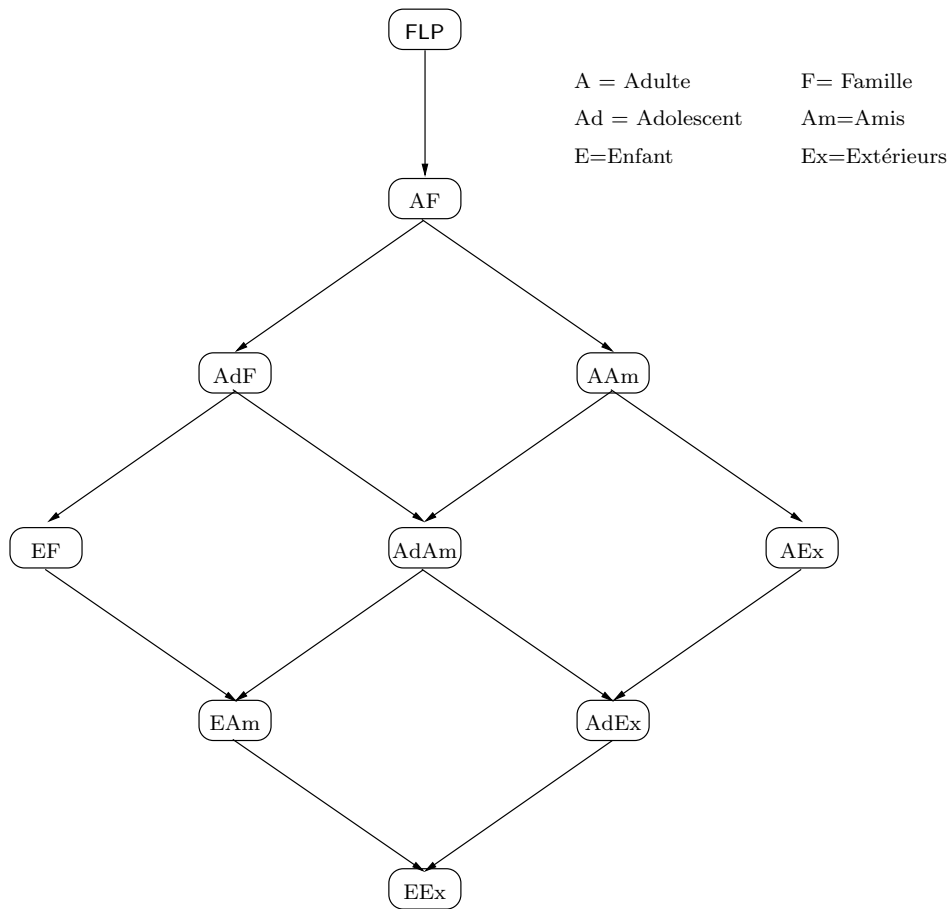 FLP
A = Adulte F= Famille
Ad = Adolescent Am=Amis
E=Enfant Ex=Extérieurs
AF
AdF AAm
EF AdAm AEx
EAm AdEx
EEx